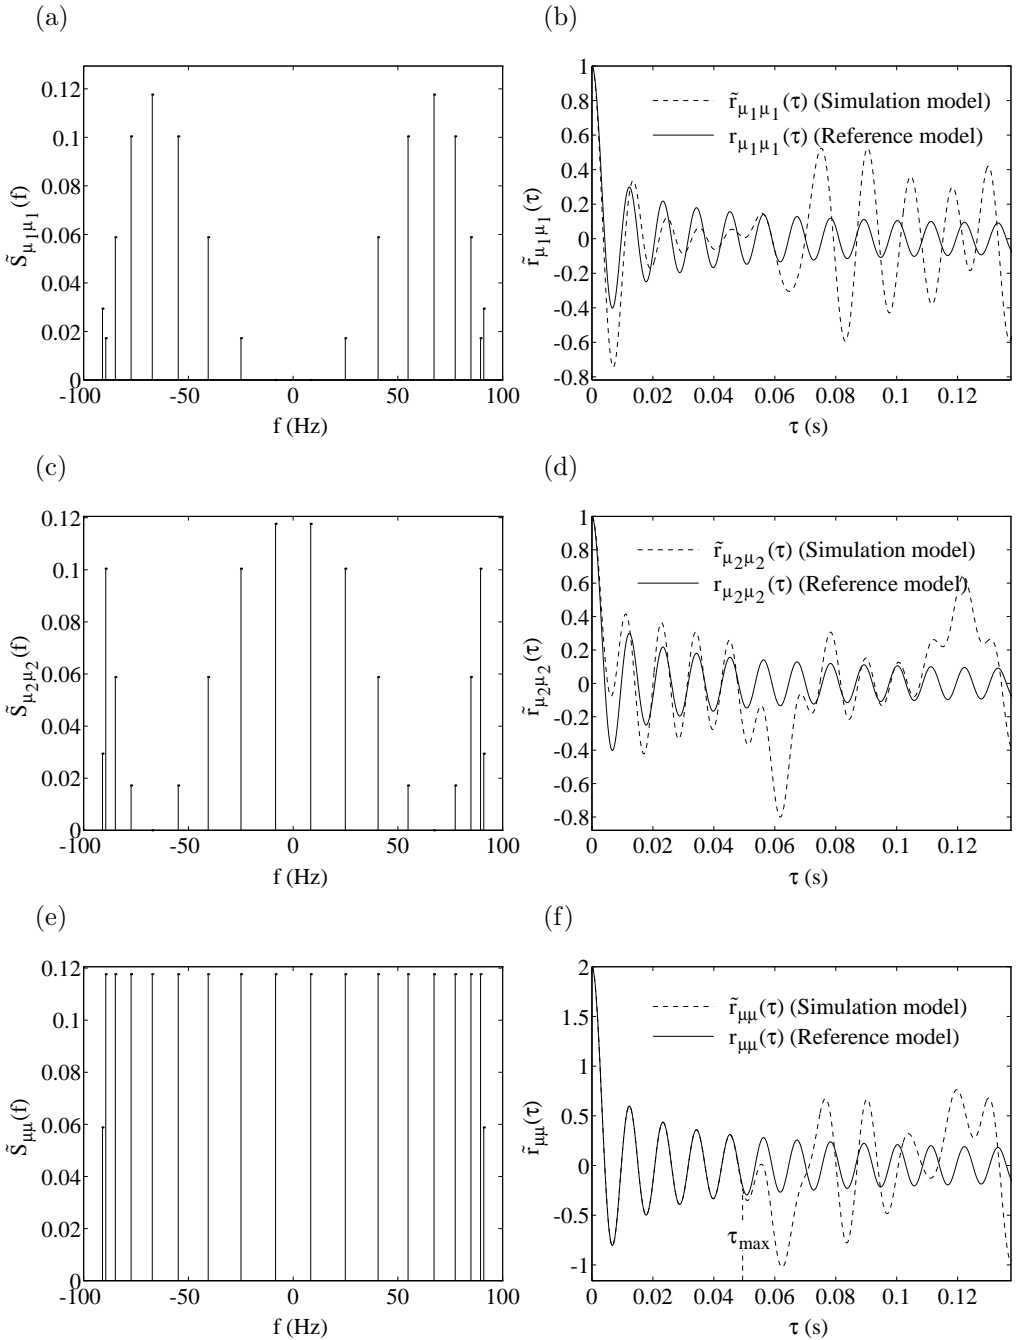 (a)
0.12
0.1
0.08
0.06
0.04
0.02
0
-100 -50 0 50 100
S̃μ1μ1(f)
f (Hz)
(b)
1
0.8
0.6
0.4
0.2
0
-0.2
-0.4
-0.6
-0.8
0 0.02 0.04 0.06 0.08 0.1 0.12
r̃μ1μ1(τ)
r̃μ1μ1(τ) (Simulation model)
rμ1μ1(τ) (Reference model)
τ (s)
(c)
0.12
0.1
0.08
0.06
0.04
0.02
0
-100 -50 0 50 100
S̃μ2μ2(f)
f (Hz)
(d)
1
0.8
0.6
0.4
0.2
0
-0.2
-0.4
-0.6
-0.8
0 0.02 0.04 0.06 0.08 0.1 0.12
r̃μ2μ2(τ)
r̃μ2μ2(τ) (Simulation model)
rμ2μ2(τ) (Reference model)
τ (s)
(e)
0.12
0.1
0.08
0.06
0.04
0.02
0
-100 -50 0 50 100
S̃μμ(f)
f (Hz)
(f)
2
1.5
1
0.5
0
-0.5
-1
0 0.02 0.04 0.06 0.08 0.1 0.12
r̃μμ(τ)
r̃μμ(τ) (Simulation model)
rμμ(τ) (Reference model)
τmax
τ (s)